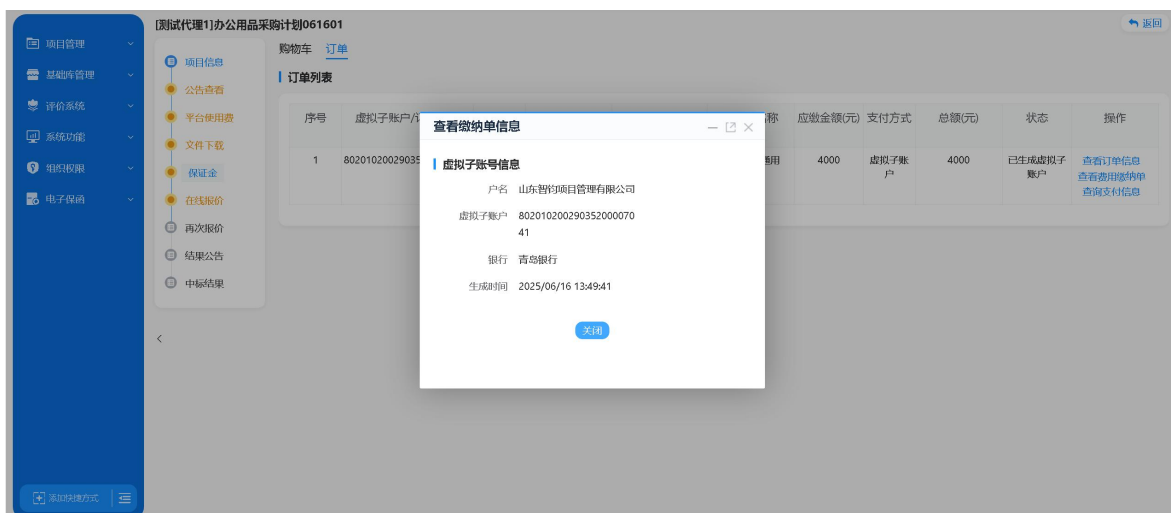 [测试代理1]办公用品采购计划061601
返回
项目管理
基础库管理
评价系统
系统功能
组织权限
电子保函
添加快捷方式
项目信息
公告查看
平台使用费
文件下载
保证金
在线报价
再次报价
结果公告
中标结果
购物车 订单
订单列表
序号 虚拟子账户/订 称 应缴金额(元) 支付方式 总额(元) 状态 操作
1 80201020029035 通用 4000 虚拟子账户 4000 已生成虚拟子账户
查看订单信息
查看费用缴纳单
查询支付信息
查看缴纳单信息
虚拟子账号信息
户名 山东智钧项目管理有限公司
虚拟子账户 802010200290352000070
41
银行 青岛银行
生成时间 2025/06/16 13:49:41
关闭